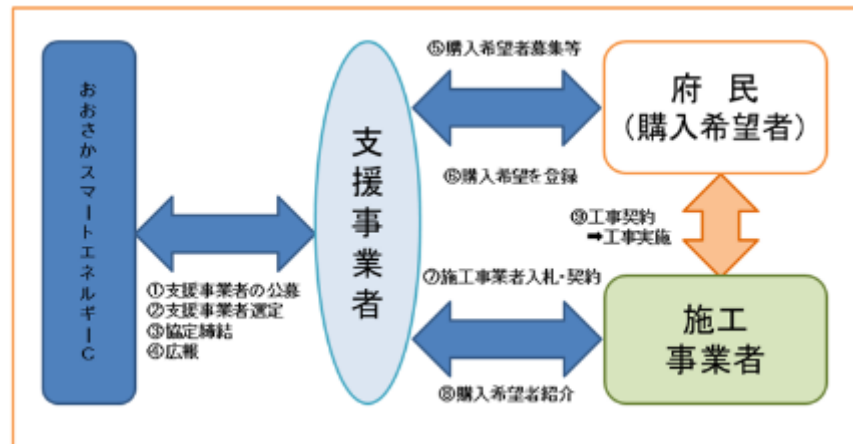 おおさかスマートエネルギーC
①支援事業者の公募
②支援事業者選定
③協定締結
④広報
支援事業者
⑤購入希望者募集等
⑥購入希望を登録
⑦施工事業者入札・契約
⑧購入希望者紹介
府 民
(購入希望者)
⑨工事契約
➡工事実施
施工
事業者